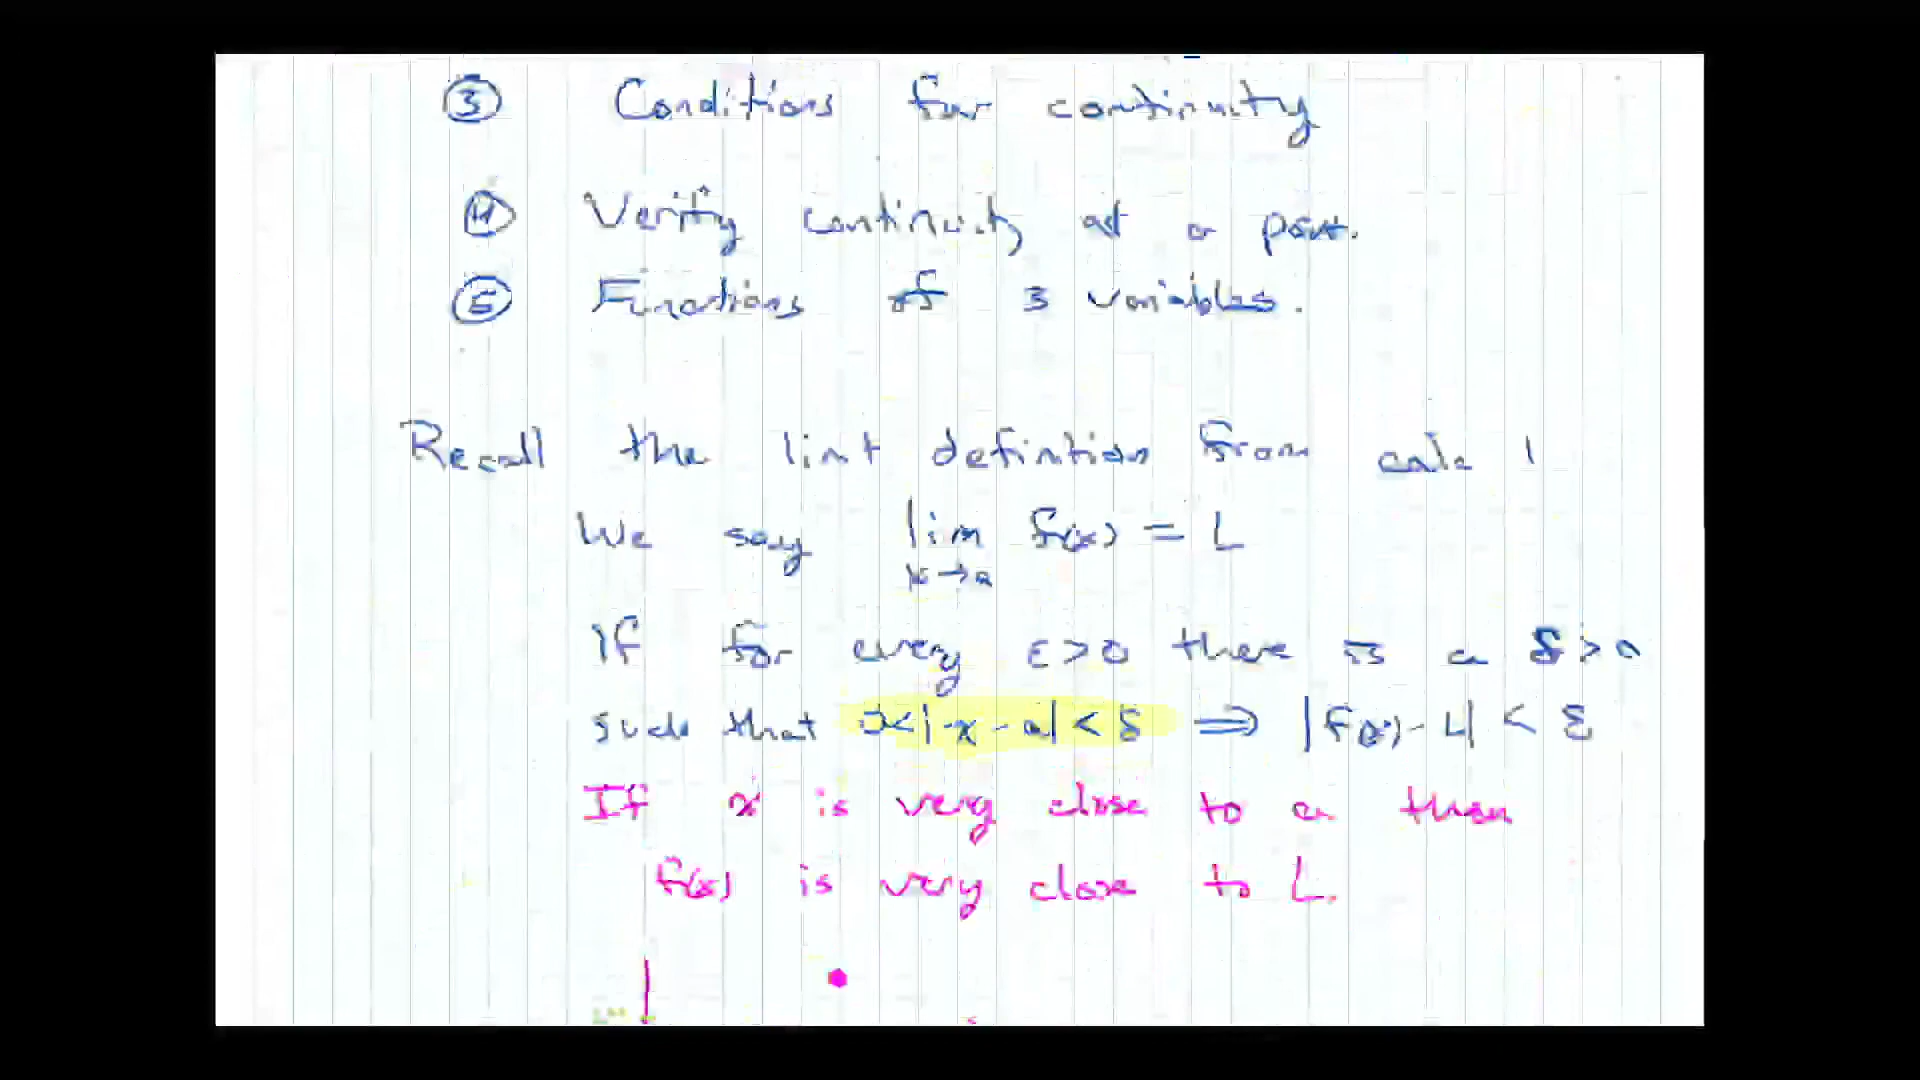 ③ Conditions for continuity
④ Verify continuity at a point.
⑤ Functions of 3 variables.
Recall the limit definition from calc 1
We say lim f(x) = L
x→a
If for every ε>0 there is a δ>0
such that 0<|x-a|<δ ⟹ |f(x)-L| < ε
If x is very close to a then
f(x) is very close to L.